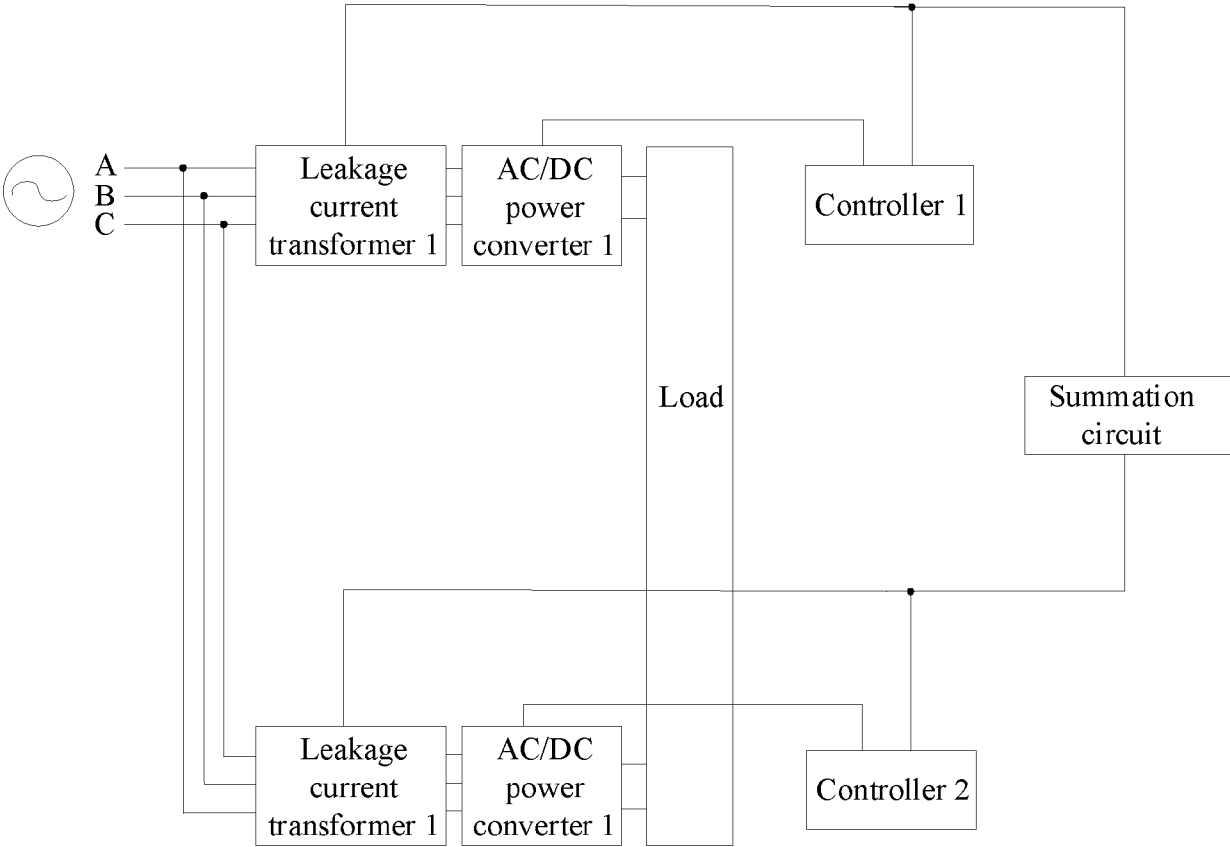 A
B
C
Leakage
current
transformer 1
AC/DC
power
converter 1
Controller 1
Load
Summation
circuit
Leakage
current
transformer 1
AC/DC
power
converter 1
Controller 2